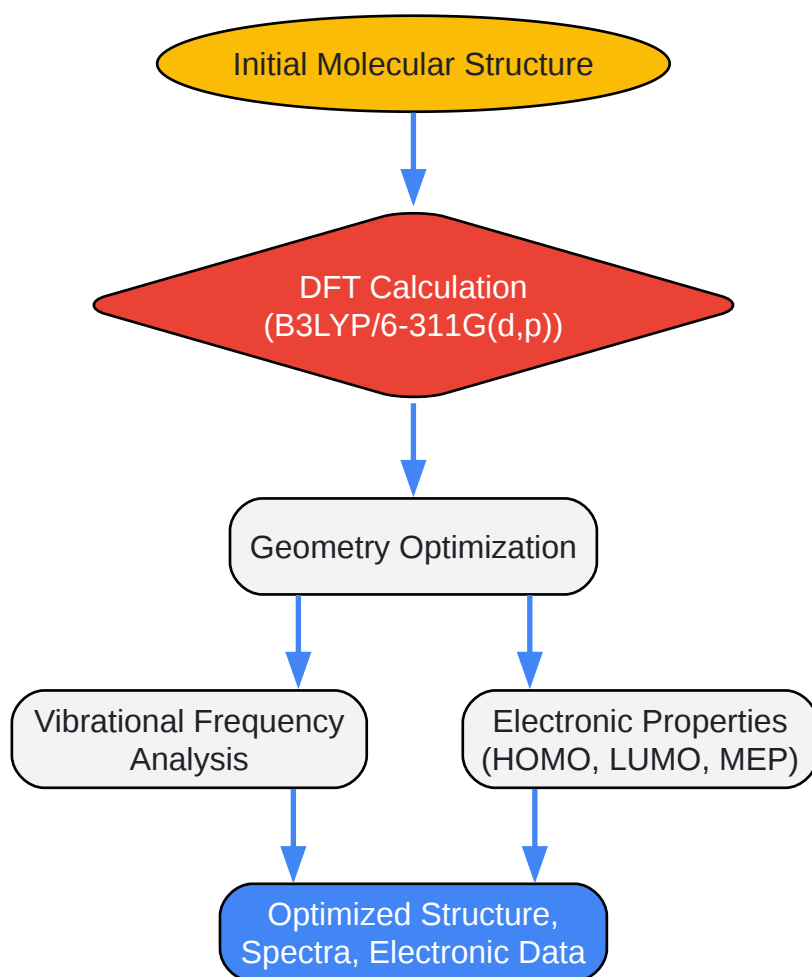 Initial Molecular Structure
DFT Calculation
(B3LYP/6-311G(d,p))
Geometry Optimization
Vibrational Frequency
Analysis
Electronic Properties
(HOMO, LUMO, MEP)
Optimized Structure,
Spectra, Electronic Data